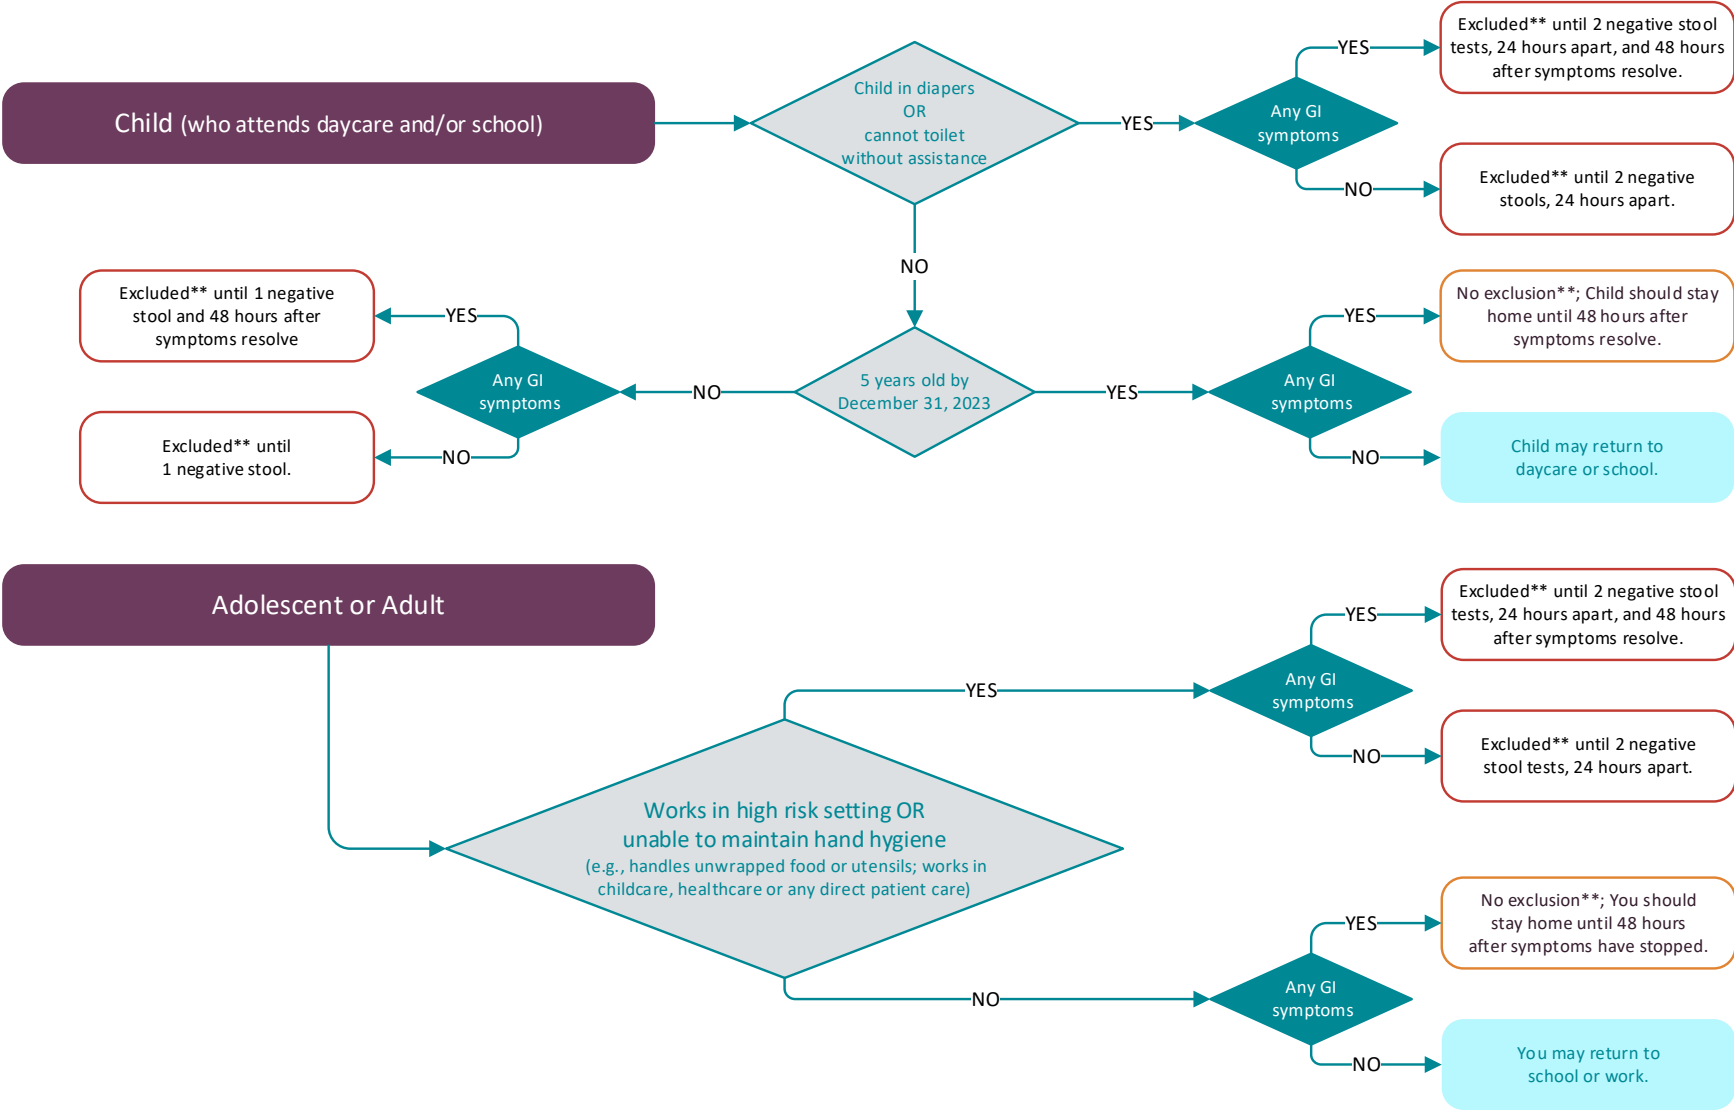 Child (who attends daycare and/or school)
Child in diapers
OR
cannot toilet
without assistance
YES
Any GI
symptoms
YES
Excluded** until 2 negative stool
tests, 24 hours apart, and 48 hours
after symptoms resolve.
NO
Excluded** until 2 negative
stools, 24 hours apart.
NO
5 years old by
December 31, 2023
NO
Any GI
symptoms
YES
Excluded** until 1 negative
stool and 48 hours after
symptoms resolve
NO
Excluded** until
1 negative stool.
YES
Any GI
symptoms
YES
No exclusion**; Child should stay
home until 48 hours after
symptoms resolve.
NO
Child may return to
daycare or school.
Adolescent or Adult
Works in high risk setting OR
unable to maintain hand hygiene
(e.g., handles unwrapped food or utensils; works in
childcare, healthcare or any direct patient care)
YES
Any GI
symptoms
YES
Excluded** until 2 negative stool
tests, 24 hours apart, and 48 hours
after symptoms resolve.
NO
Excluded** until 2 negative
stool tests, 24 hours apart.
NO
Any GI
symptoms
YES
No exclusion**; You should
stay home until 48 hours
after symptoms have stopped.
NO
You may return to
school or work.